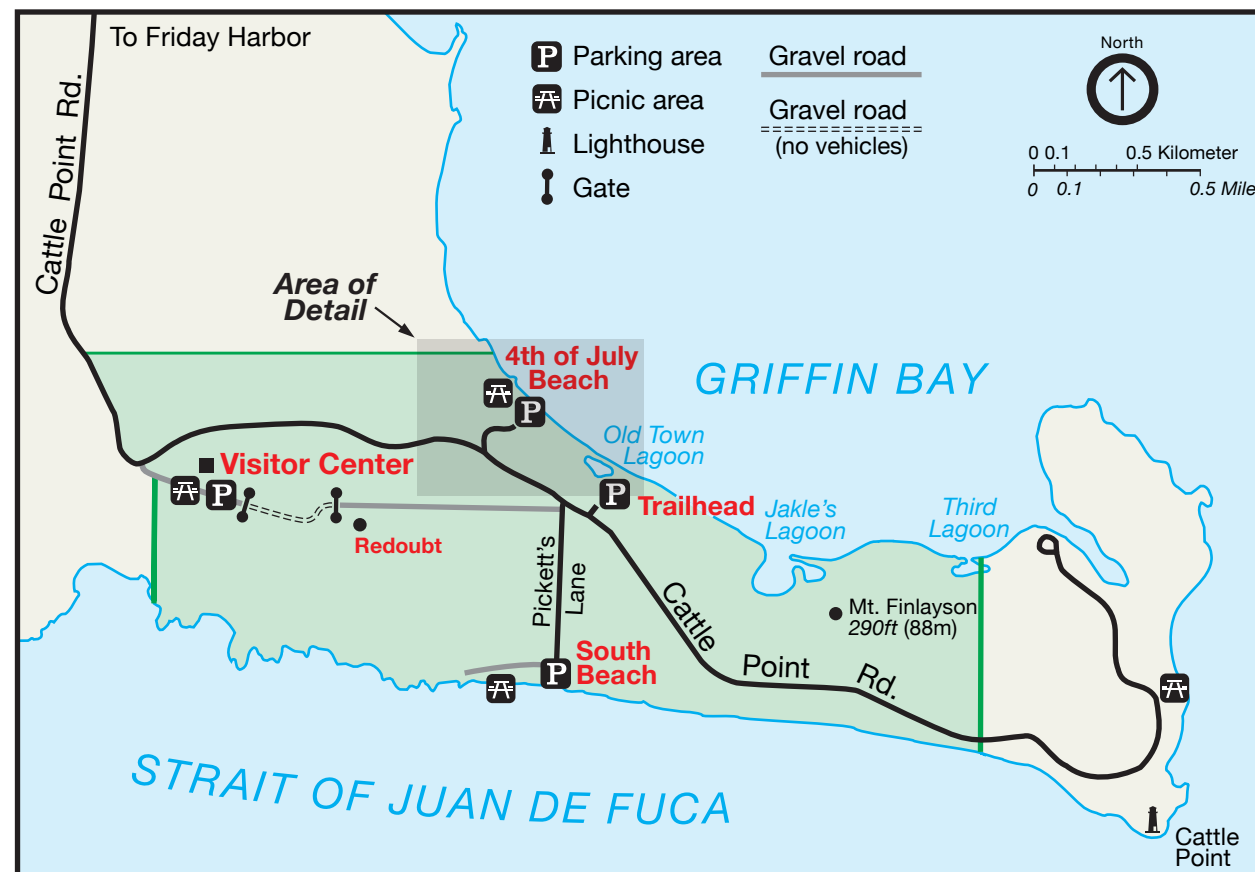 To Friday Harbor
Cattle Point Rd.
P Parking area
Picnic area
Lighthouse
Gate
Gravel road
Gravel road
(no vehicles)
North
0 0.1 0.5 Kilometer
0 0.1 0.5 Mile
Area of
Detail
4th of July
Beach
P
GRIFFIN BAY
Old Town
Lagoon
Visitor Center
P
P
Trailhead
Jakle's
Lagoon
Third
Lagoon
Redoubt
Pickett's
Lane
Cattle
Point
Rd.
Mt. Finlayson
290ft (88m)
P
South
Beach
STRAIT OF JUAN DE FUCA
Cattle
Point